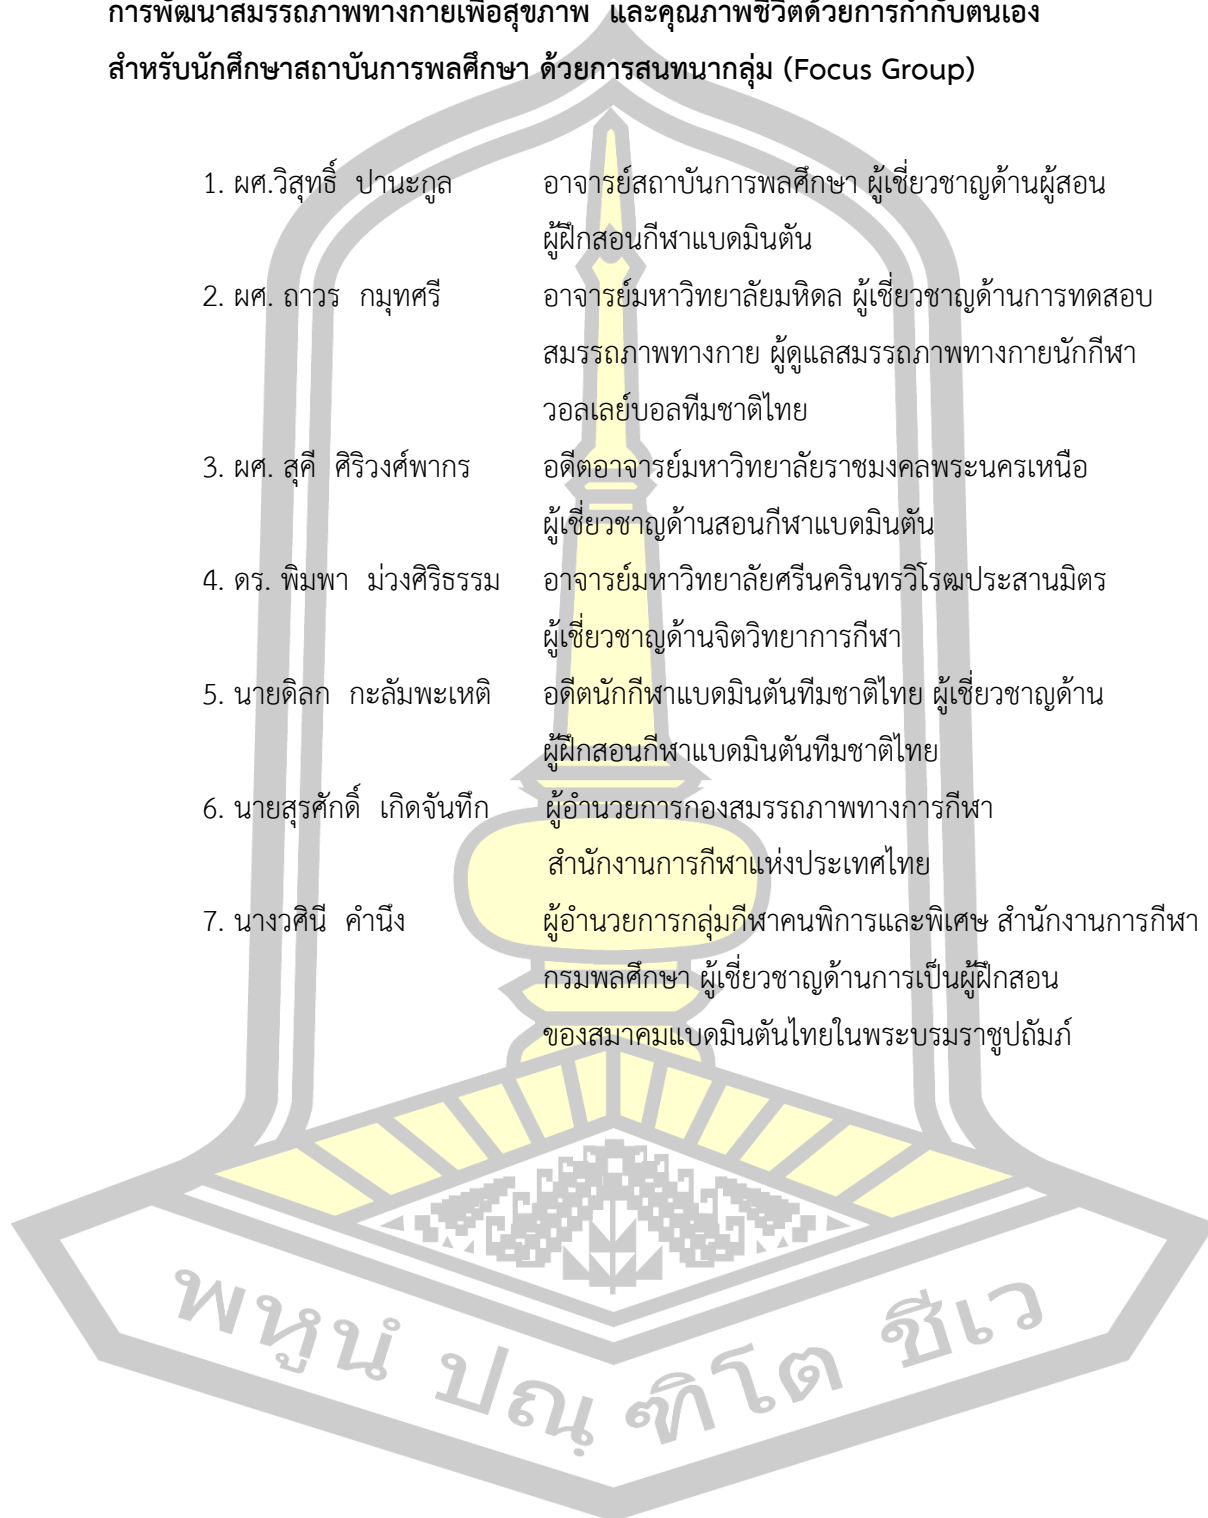 การพัฒนาสมรรถภาพทางกายเพื่อสุขภาพ และคุณภาพชีวิตด้วยการกำกับตนเอง
สำหรับนักศึกษาสถาบันการพลศึกษา ด้วยการสนทนากลุ่ม (Focus Group)
1. ผศ.วิสุทธิ์ ปานะกูล อาจารย์สถาบันการพลศึกษา ผู้เชี่ยวชาญด้านผู้สอน
ผู้ฝึกสอนกีฬาแบดมินตัน
2. ผศ. ถาวร กมุทศรี อาจารย์มหาวิทยาลัยมหิดล ผู้เชี่ยวชาญด้านการทดสอบ
สมรรถภาพทางกาย ผู้ดูแลสมรรถภาพทางกายนักกีฬา
วอลเลย์บอลทีมชาติไทย
3. ผศ. สุคี ศิริวงศ์พากร อดีตอาจารย์มหาวิทยาลัยราชมงคลพระนครเหนือ
ผู้เชี่ยวชาญด้านสอนกีฬาแบดมินตัน
4. ดร. พิมพา ม่วงศิริธรรม อาจารย์มหาวิทยาลัยศรีนครินทรวิโรฒประสานมิตร
ผู้เชี่ยวชาญด้านจิตวิทยาการกีฬา
5. นายดิลก กะลัมพะเหติ อดีตนักกีฬาแบดมินตันทีมชาติไทย ผู้เชี่ยวชาญด้าน
ผู้ฝึกสอนกีฬาแบดมินตันทีมชาติไทย
6. นายสุรศักดิ์ เกิดจันทึก ผู้อำนวยการกองสมรรถภาพทางการกีฬา
สำนักงานการกีฬาแห่งประเทศไทย
7. นางวศินี คำนึง ผู้อำนวยการกลุ่มกีฬาคนพิการและพิเศษ สำนักงานการกีฬา
กรมพลศึกษา ผู้เชี่ยวชาญด้านการเป็นผู้ฝึกสอน
ของสมาคมแบดมินตันไทยในพระบรมราชูปถัมภ์
พหูนํ ปณฺฑิโต ชีเว